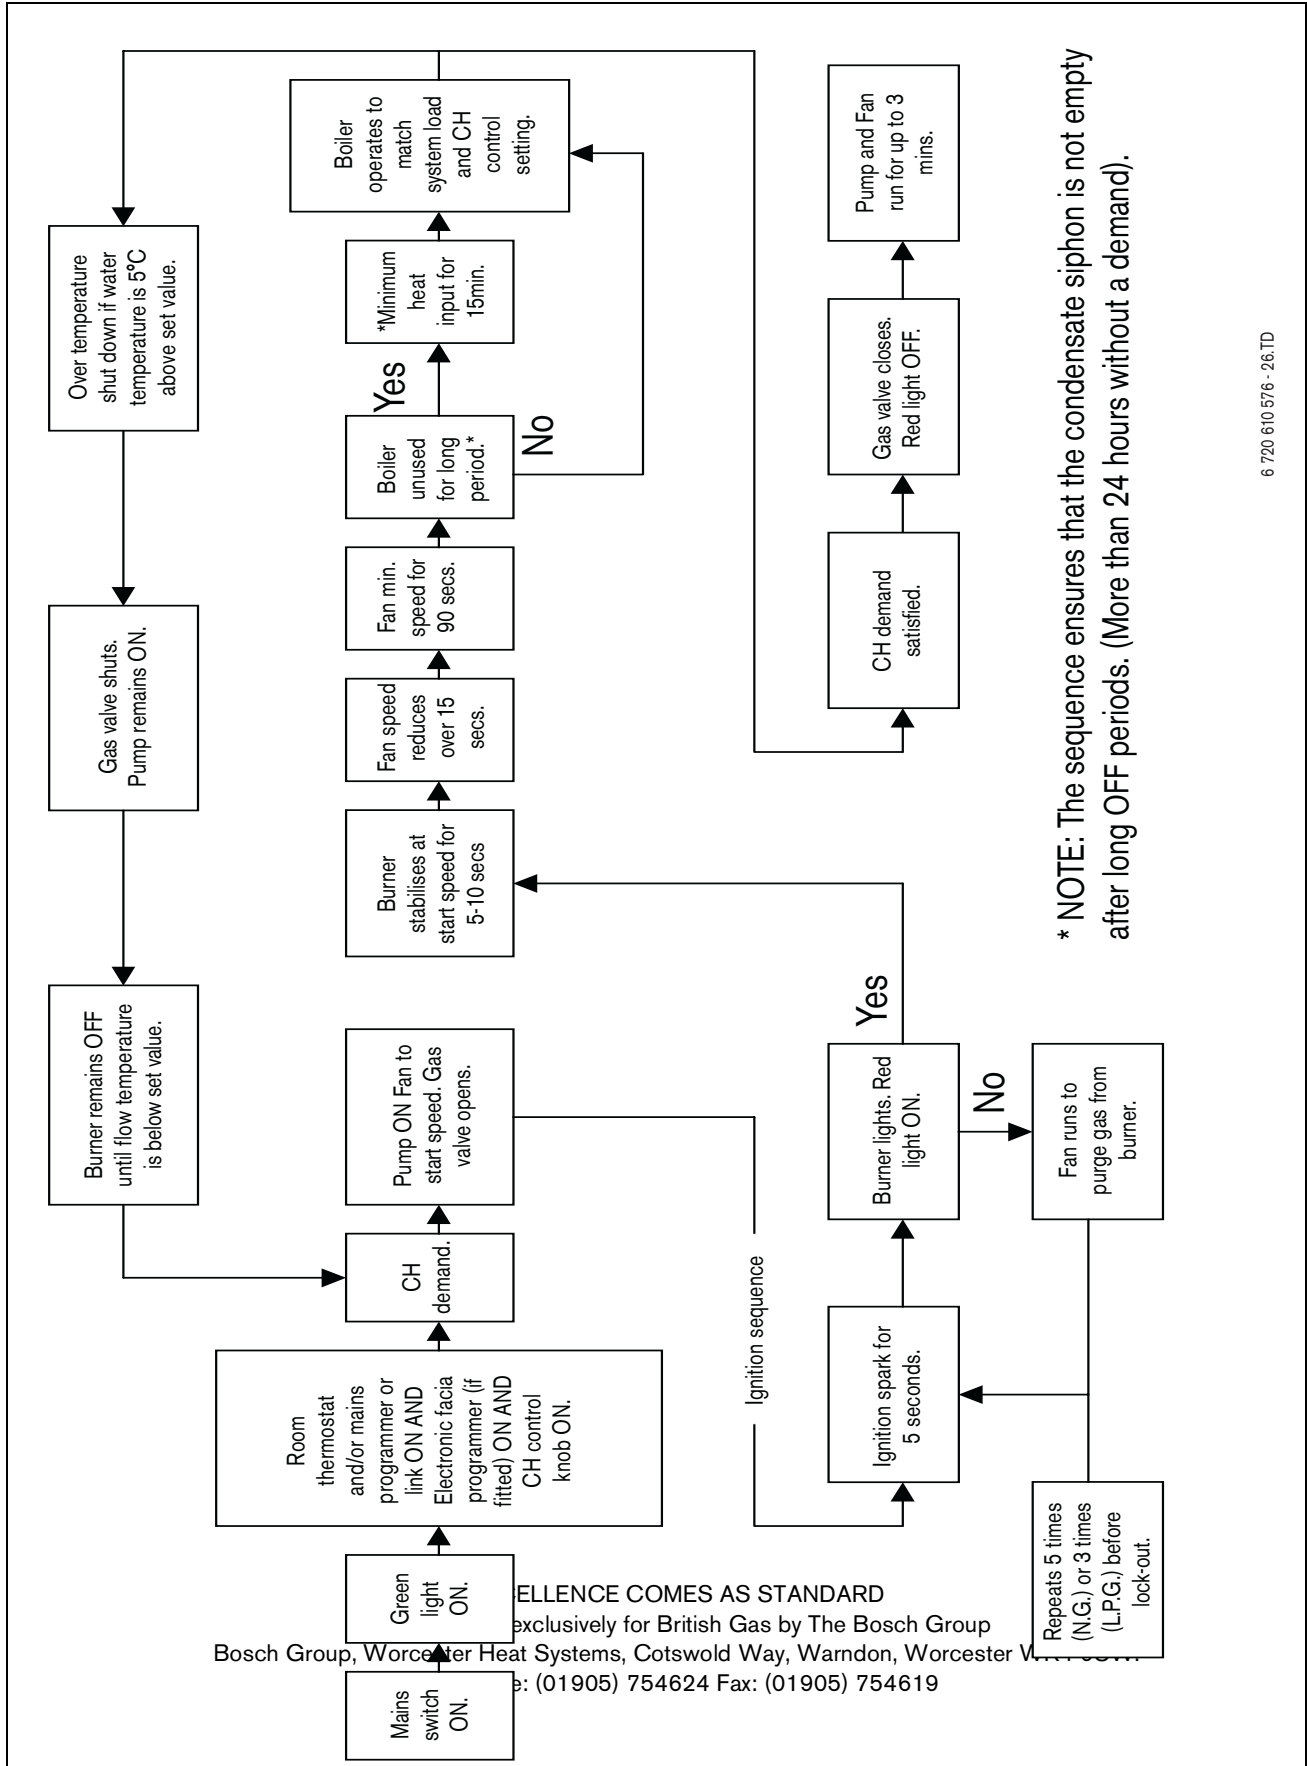 Mains
switch
ON.
Green
light
ON.
Room
thermostat
and/or mains
programmer or
link ON AND
Electronic facia
programmer (if
fitted) ON AND
CH control
knob ON.
CH
demand.
Pump ON Fan to
start speed. Gas
valve opens.
Ignition sequence
Ignition spark for
5 seconds.
Burner lights. Red
light ON.
Yes
No
Fan runs to
purge gas from
burner.
Repeats 5 times
(N.G.) or 3 times
(L.P.G.) before
lock-out.
Burner
stabilises at
start speed for
5-10 secs
Fan speed
reduces
over 15
secs.
Fan min.
speed for
90 secs.
Boiler
unused
for long
period.*
Yes
No
*Minimum
heat
input for
15min.
Boiler
operates to
match
system load
and CH
control
setting.
Over temperature
shut down if water
temperature is 5°C
above set value.
Gas valve shuts.
Pump remains ON.
Burner remains OFF
until flow temperature
is below set value.
CH demand
satisfied.
Gas valve closes.
Red light OFF.
Pump and Fan
run for up to 3
mins.
* NOTE: The sequence ensures that the condensate siphon is not empty
after long OFF periods. (More than 24 hours without a demand).
6 720 610 576 - 26.TD
COMES AS STANDARD
exclusively for British Gas by The Bosch Group
Bosch Group, Worcester Heat Systems, Cotswold Way, Warndon, Worcester
(01905) 754624 Fax: (01905) 754619